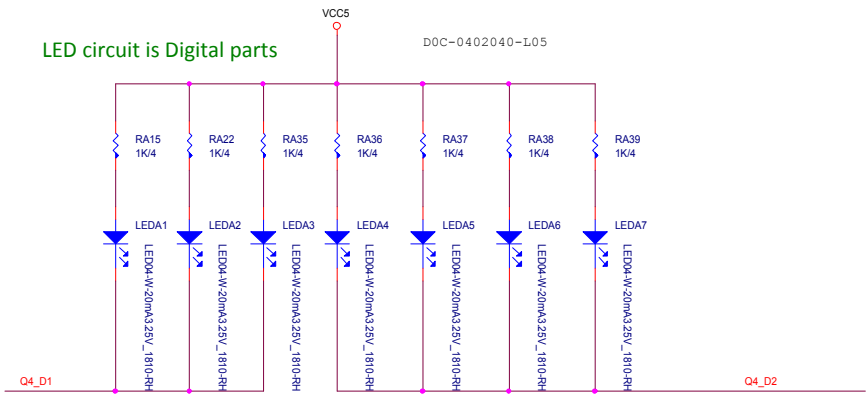 VCC5
LED circuit is Digital parts
D0C-0402040-L05
RA15
1K/4
RA22
1K/4
RA35
1K/4
RA36
1K/4
RA37
1K/4
RA38
1K/4
RA39
1K/4
LEDA1
LEDA2
LEDA3
LEDA4
LEDA5
LEDA6
LEDA7
LED04-W-20mA3.25V_1810-RH
LED04-W-20mA3.25V_1810-RH
LED04-W-20mA3.25V_1810-RH
LED04-W-20mA3.25V_1810-RH
LED04-W-20mA3.25V_1810-RH
LED04-W-20mA3.25V_1810-RH
LED04-W-20mA3.25V_1810-RH
Q4_D1
Q4_D2